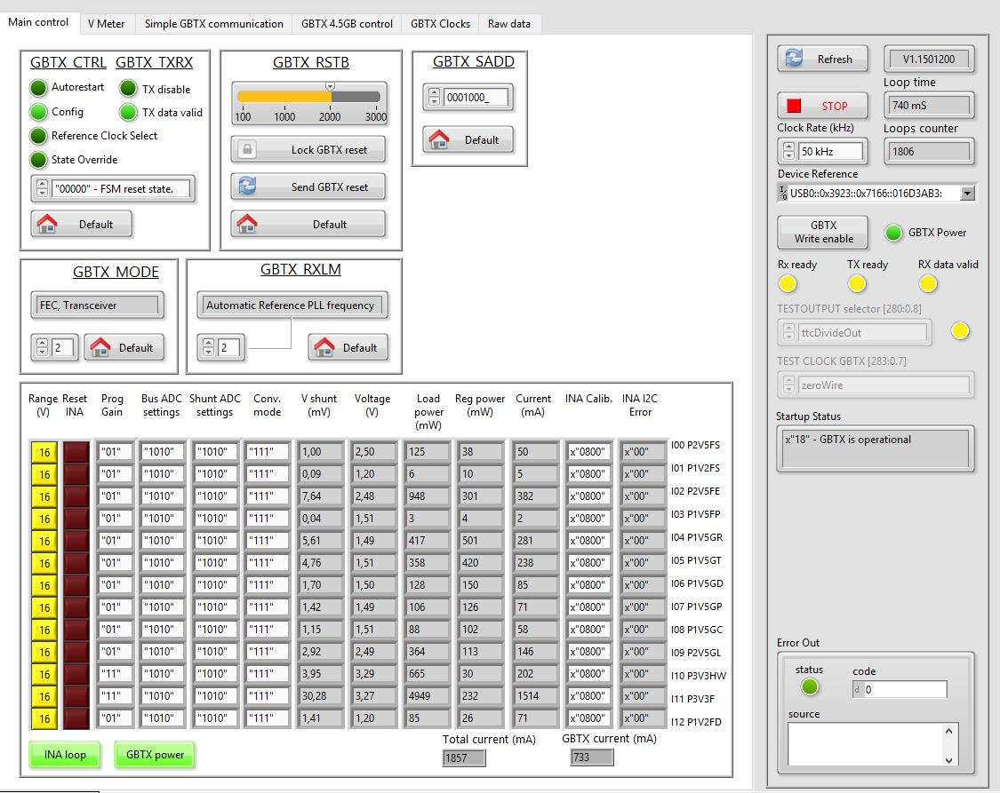 Main control
V Meter
Simple GBTX communication
GBTX 4.5GB control
GBTX Clocks
Raw data
GBTX CTRL
GBTX TXRX
Autorestart
TX disable
Config
TX data valid
Reference Clock Select
State Override
"00000" - FSM reset state.
Default
GBTX RSTB
100 1000 2000 3000
Lock GBTX reset
Send GBTX reset
Default
GBTX SADD
0001000_
Default
GBTX MODE
FEC, Transceiver
2
Default
GBTX RXLM
Automatic Reference PLL frequency
2
Default
Range (V) Reset INA Prog Gain Bus ADC settings Shunt ADC settings Conv. mode V shunt (mV) Voltage (V) Load power (mW) Reg power (mW) Current (mA) INA Calib. INA I2C Error
16 "01" "1010" "1010" "111" 1,00 2,50 125 38 50 x"0800" x"00" I00 P2V5FS
16 "01" "1010" "1010" "111" 0,09 1,20 6 10 5 x"0800" x"00" I01 P1V2FS
16 "01" "1010" "1010" "111" 7,64 2,48 948 301 382 x"0800" x"00" I02 P2V5FE
16 "01" "1010" "1010" "111" 0,04 1,51 3 4 2 x"0800" x"00" I03 P1V5FP
16 "01" "1010" "1010" "111" 5,61 1,49 417 501 281 x"0800" x"00" I04 P1V5GR
16 "01" "1010" "1010" "111" 4,76 1,51 358 420 238 x"0800" x"00" I05 P1V5GT
16 "01" "1010" "1010" "111" 1,70 1,50 128 150 85 x"0800" x"00" I06 P1V5GD
16 "01" "1010" "1010" "111" 1,42 1,49 106 126 71 x"0800" x"00" I07 P1V5GP
16 "01" "1010" "1010" "111" 1,15 1,51 88 102 58 x"0800" x"00" I08 P1V5GC
16 "01" "1010" "1010" "111" 2,92 2,49 364 113 146 x"0800" x"00" I09 P2V5GL
16 "11" "1010" "1010" "111" 3,95 3,29 665 30 202 x"0800" x"00" I10 P3V3HW
16 "11" "1010" "1010" "111" 30,28 3,27 4949 232 1514 x"0800" x"00" I11 P3V3F
16 "01" "1010" "1010" "111" 1,41 1,20 85 26 71 x"0800" x"00" I12 P1V2FD
INA loop
GBTX power
Total current (mA)
1857
GBTX current (mA)
733
Refresh
V1.1501200
Loop time
740 mS
STOP
Clock Rate (kHz)
50 kHz
Loops counter
1806
Device Reference
USB0::0x3923::0x7166::016D3AB3:
GBTX
Write enable
GBTX Power
Rx ready
TX ready
RX data valid
TESTOUTPUT selector [280:0.8]
ttcDivideOut
TEST CLOCK GBTX [283:0.7]
zeroWire
Startup Status
x"18" - GBTX is operational
Error Out
status
code
d 0
source